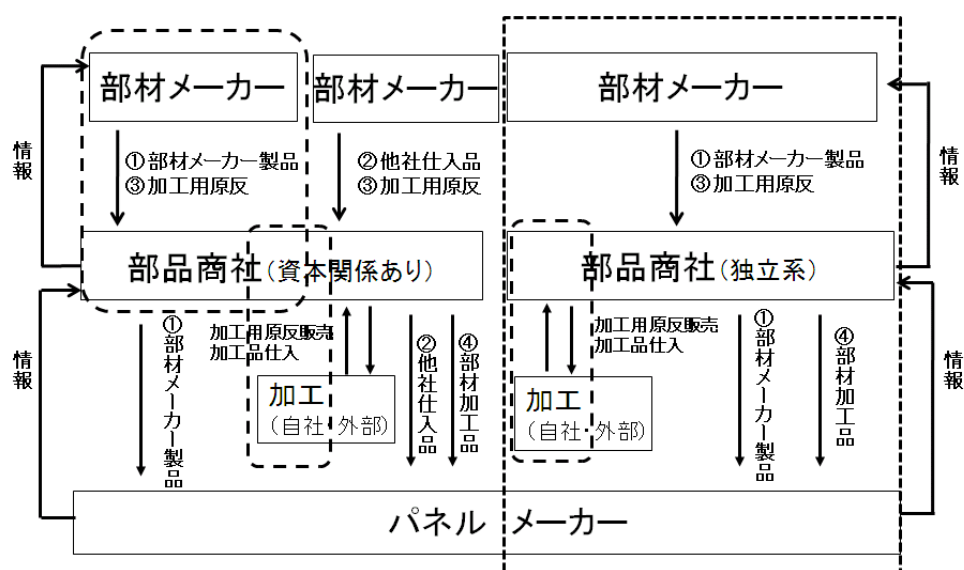 部材メーカー
部材メーカー
部材メーカー
情報
①部材メーカー製品
③加工用原反
②他社仕入品
③加工用原反
①部材メーカー製品
③加工用原反
情報
部品商社(資本関係あり)
部品商社(独立系)
情報
①部材メーカー製品
加工用原反販売
加工品仕入
②他社仕入品
④部材加工品
加工用原反販売
加工品仕入
①部材メーカー製品
④部材加工品
情報
加工
(自社・外部)
加工
(自社・外部)
パネルメーカー